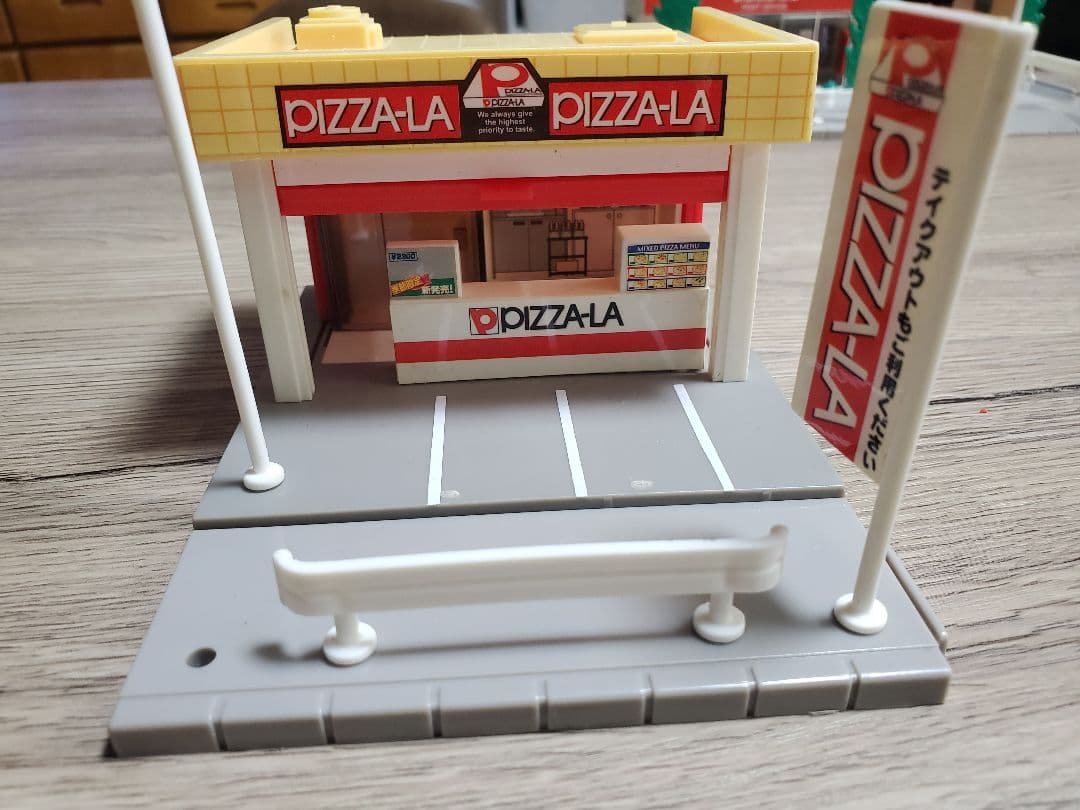 PIZZA-LA
PIZZA-LA
PIZZA-LA
We always give
the highest
priority to taste.
PIZZA-LA
新発売!
MIXED PIZZA MENU
PIZZA-LA
PIZZA-LA
テイクアウトもご利用ください